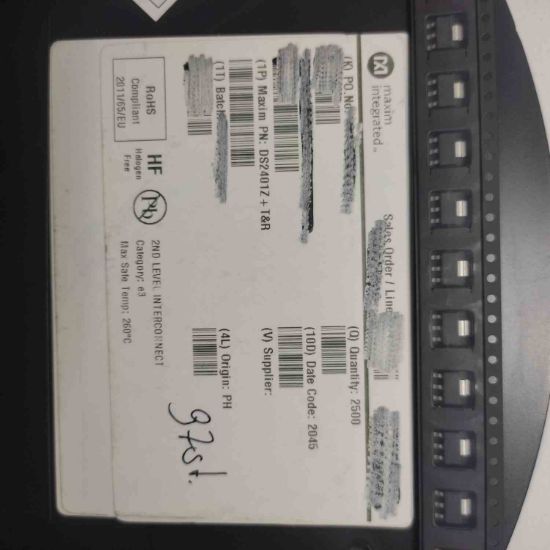 maxim
integrated™
Sales Order / Line
(K) PO. No
(Q) Quantity: 2500
(10D) Date Code: 2045
(1P) Maxim PN: DS2401Z+T&R
(V) Supplier:
(1T) Batch
(4L) Origin: PH
97st.
RoHS
Compliant
2011/65/EU
HF
Halogen
Free
Pb
2ND LEVEL INTERCONNECT
Category: e3
Max Safe Temp: 260°C